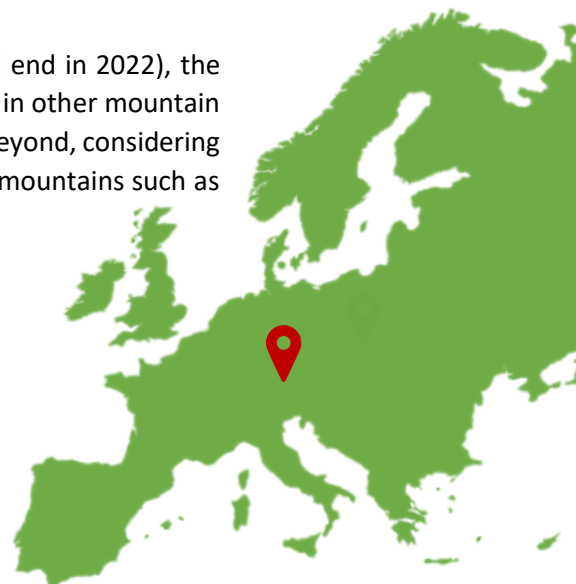 end in 2022), the
in other mountain
eyond, considering
mountains such as